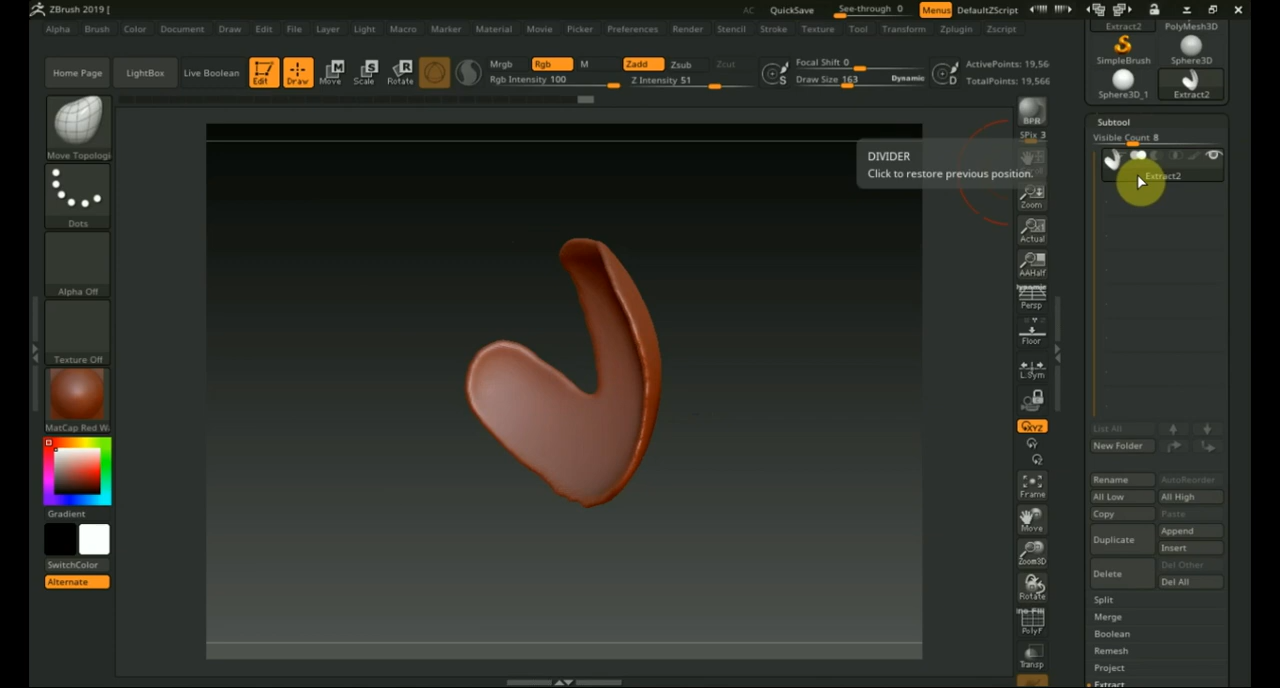 ZBrush 2019 [
AC QuickSave See-through 0 Menus DefaultZScript
Alpha Brush Color Document Draw Edit File Layer Light Macro Marker Material Movie Picker Preferences Render Stencil Stroke Texture Tool Transform Zplugin Zscript
Home Page LightBox Live Boolean Edit Draw Move Scale Rotate
Mrgb Rgb M Zadd Zsub Zcut
Rgb Intensity 100 Z Intensity 51
Focal Shift 0
Draw Size 163 Dynamic
ActivePoints: 19,56
TotalPoints: 19,566
Move Topologi
Dots
Alpha Off
Texture Off
MatCap Red W
Gradient
SwitchColor
Alternate
DIVIDER
Click to restore previous position.
BPR
SPix 3
Zoom
Actual
AAHalf
Persp
Floor
L.Sym
XYZ
Frame
Move
Zoom3D
Rotate
PolyF
Transp
Extract2 PolyMesh3D
SimpleBrush Sphere3D
Sphere3D_1 Extract2
Subtool
Visible Count 8
Extract2
List All
New Folder
Rename AutoReorder
All Low All High
Copy Paste
Duplicate Append
Insert
Delete Del Other
Del All
Split
Merge
Boolean
Remesh
Project
Extract